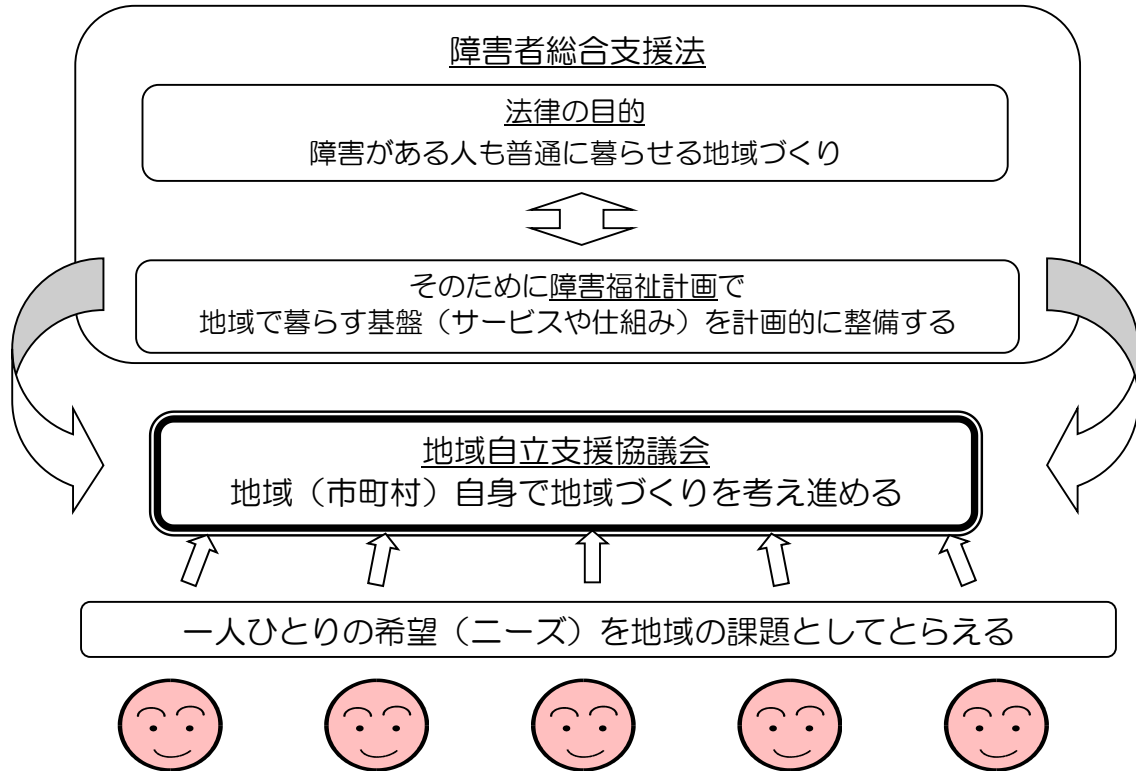 障害者総合支援法
法律の目的
障害がある人も普通に暮らせる地域づくり
そのために障害福祉計画で
地域で暮らす基盤（サービスや仕組み）を計画的に整備する
地域自立支援協議会
地域（市町村）自身で地域づくりを考え進める
一人ひとりの希望（ニーズ）を地域の課題としてとらえる